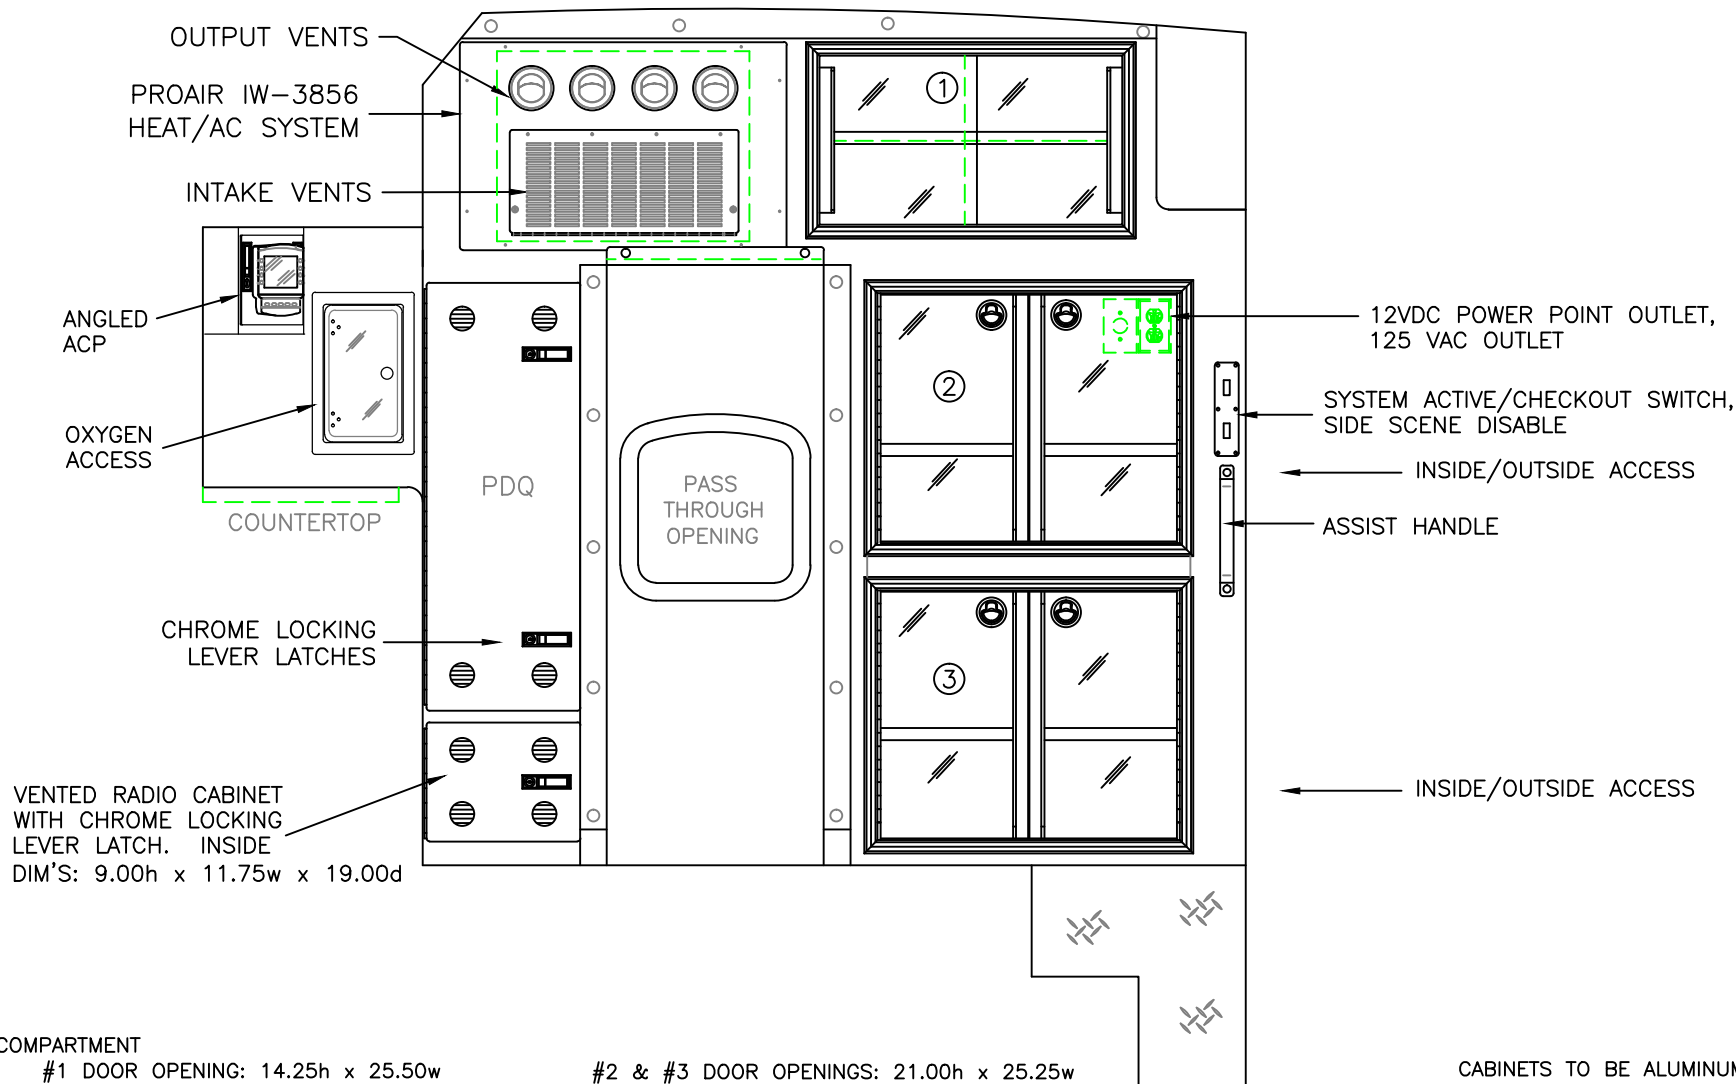 OUTPUT VENTS
PROAIR IW-3856
HEAT/AC SYSTEM
INTAKE VENTS
1
ANGLED
ACP
OXYGEN
ACCESS
COUNTERTOP
PDQ
PASS
THROUGH
OPENING
2
12VDC POWER POINT OUTLET,
125 VAC OUTLET
SYSTEM ACTIVE/CHECKOUT SWITCH,
SIDE SCENE DISABLE
INSIDE/OUTSIDE ACCESS
ASSIST HANDLE
CHROME LOCKING
LEVER LATCHES
3
VENTED RADIO CABINET
WITH CHROME LOCKING
LEVER LATCH. INSIDE
DIM'S: 9.00h x 11.75w x 19.00d
INSIDE/OUTSIDE ACCESS
COMPARTMENT
#1 DOOR OPENING: 14.25h x 25.50w
#2 & #3 DOOR OPENINGS: 21.00h x 25.25w
CABINETS TO BE ALUMINUM